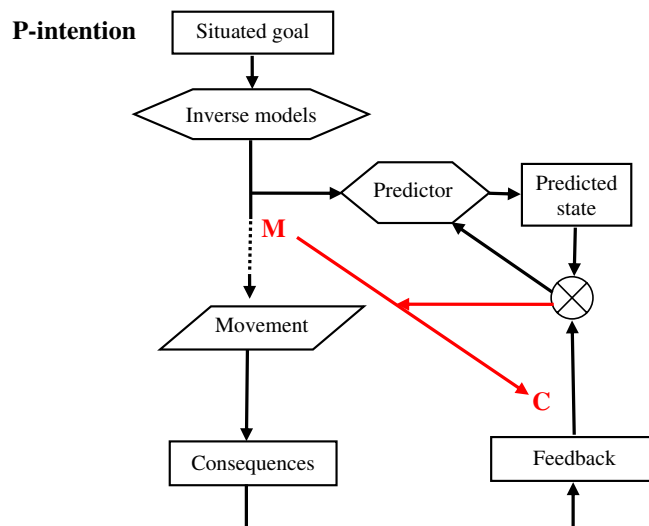 P-intention
Situated goal
Inverse models
Predictor
Predicted
state
M
Movement
C
Consequences
Feedback